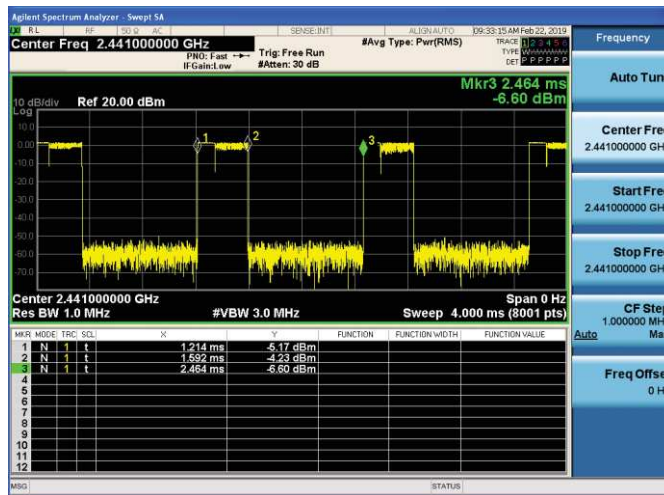 Agilent Spectrum Analyzer - Swept SA
RL RF 50 Ω AC SENSE:INT ALIGNAUTO 09:33:15 AM Feb 22, 2019
Center Freq 2.441000000 GHz #Avg Type: Pwr(RMS) TRACE 1 2 3 4 5 6
PNO: Fast Trig: Free Run TYPE
IFGain:Low #Atten: 30 dB DET P P P P P P
Mkr3 2.464 ms
10 dB/div Ref 20.00 dBm -6.60 dBm
Log
10.0
0.00
-10.0
-20.0
-30.0
-40.0
-50.0
-60.0
-70.0
1 2 3
Center 2.441000000 GHz Span 0 Hz
Res BW 1.0 MHz #VBW 3.0 MHz Sweep 4.000 ms (8001 pts)
MKR MODE TRC SCL X Y FUNCTION FUNCTION WIDTH FUNCTION VALUE
1 N 1 t 1.214 ms -5.17 dBm
2 N 1 t 1.592 ms -4.23 dBm
3 N 1 t 2.464 ms -6.60 dBm
4
5
6
7
8
9
10
11
12
MSG STATUS
Frequency
Auto Tun
Center Fre
2.441000000 GH
Start Fre
2.441000000 GH
Stop Fre
2.441000000 GH
CF Step
1.000000 MH
Auto Ma
Freq Offse
0 H